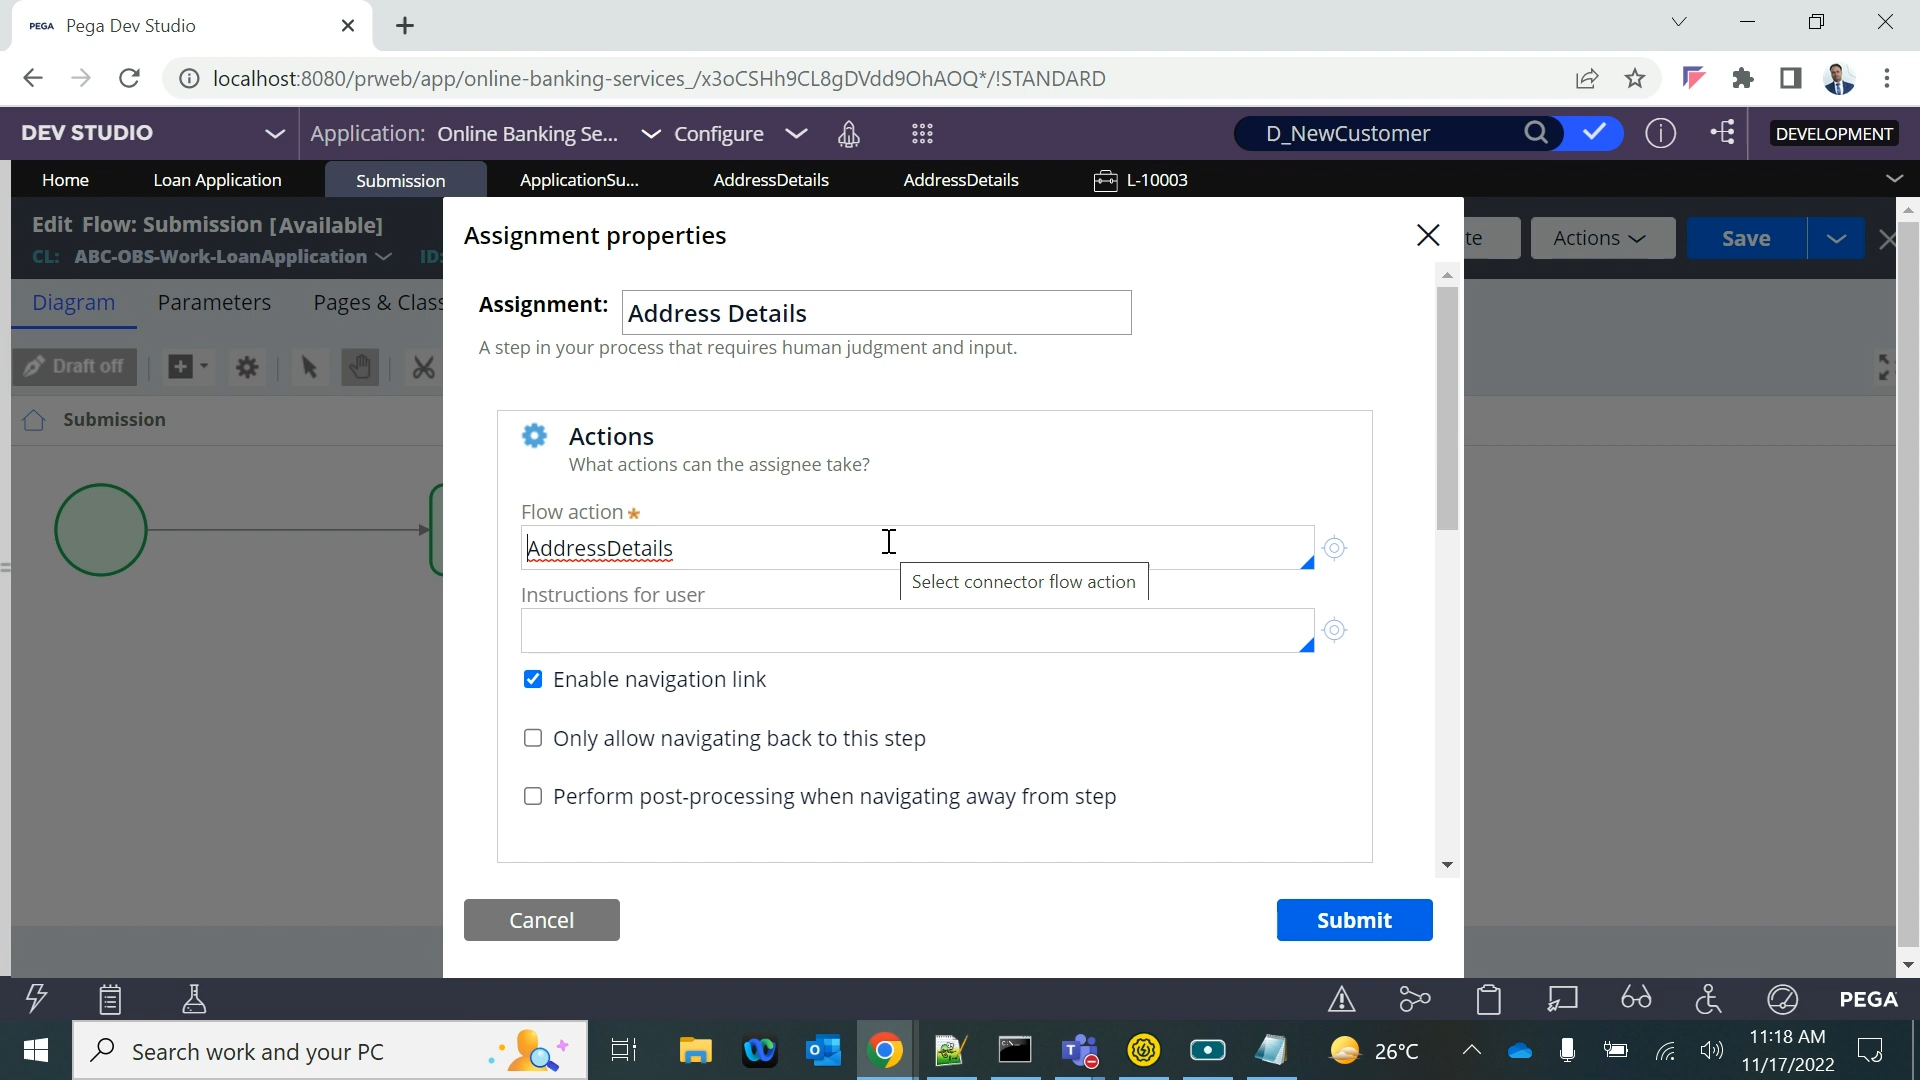 PEGA Pega Dev Studio
localhost:8080/prweb/app/online-banking-services_/x3oCSHh9CL8gDVdd9OhAOQ*/!STANDARD
DEV STUDIO Application: Online Banking Se... Configure D_NewCustomer DEVELOPMENT
Home Loan Application Submission ApplicationSu... AddressDetails AddressDetails L-10003
Edit Flow: Submission [Available] Assignment properties te Actions Save
CL: ABC-OBS-Work-LoanApplication ID:
Diagram Parameters Pages & Class
Assignment: Address Details
A step in your process that requires human judgment and input.
Draft off
Submission
Actions
What actions can the assignee take?
Flow action *
AddressDetails
Select connector flow action
Instructions for user
Enable navigation link
Only allow navigating back to this step
Perform post-processing when navigating away from step
Cancel Submit
PEGA
Search work and your PC 26°C 11:18 AM
11/17/2022